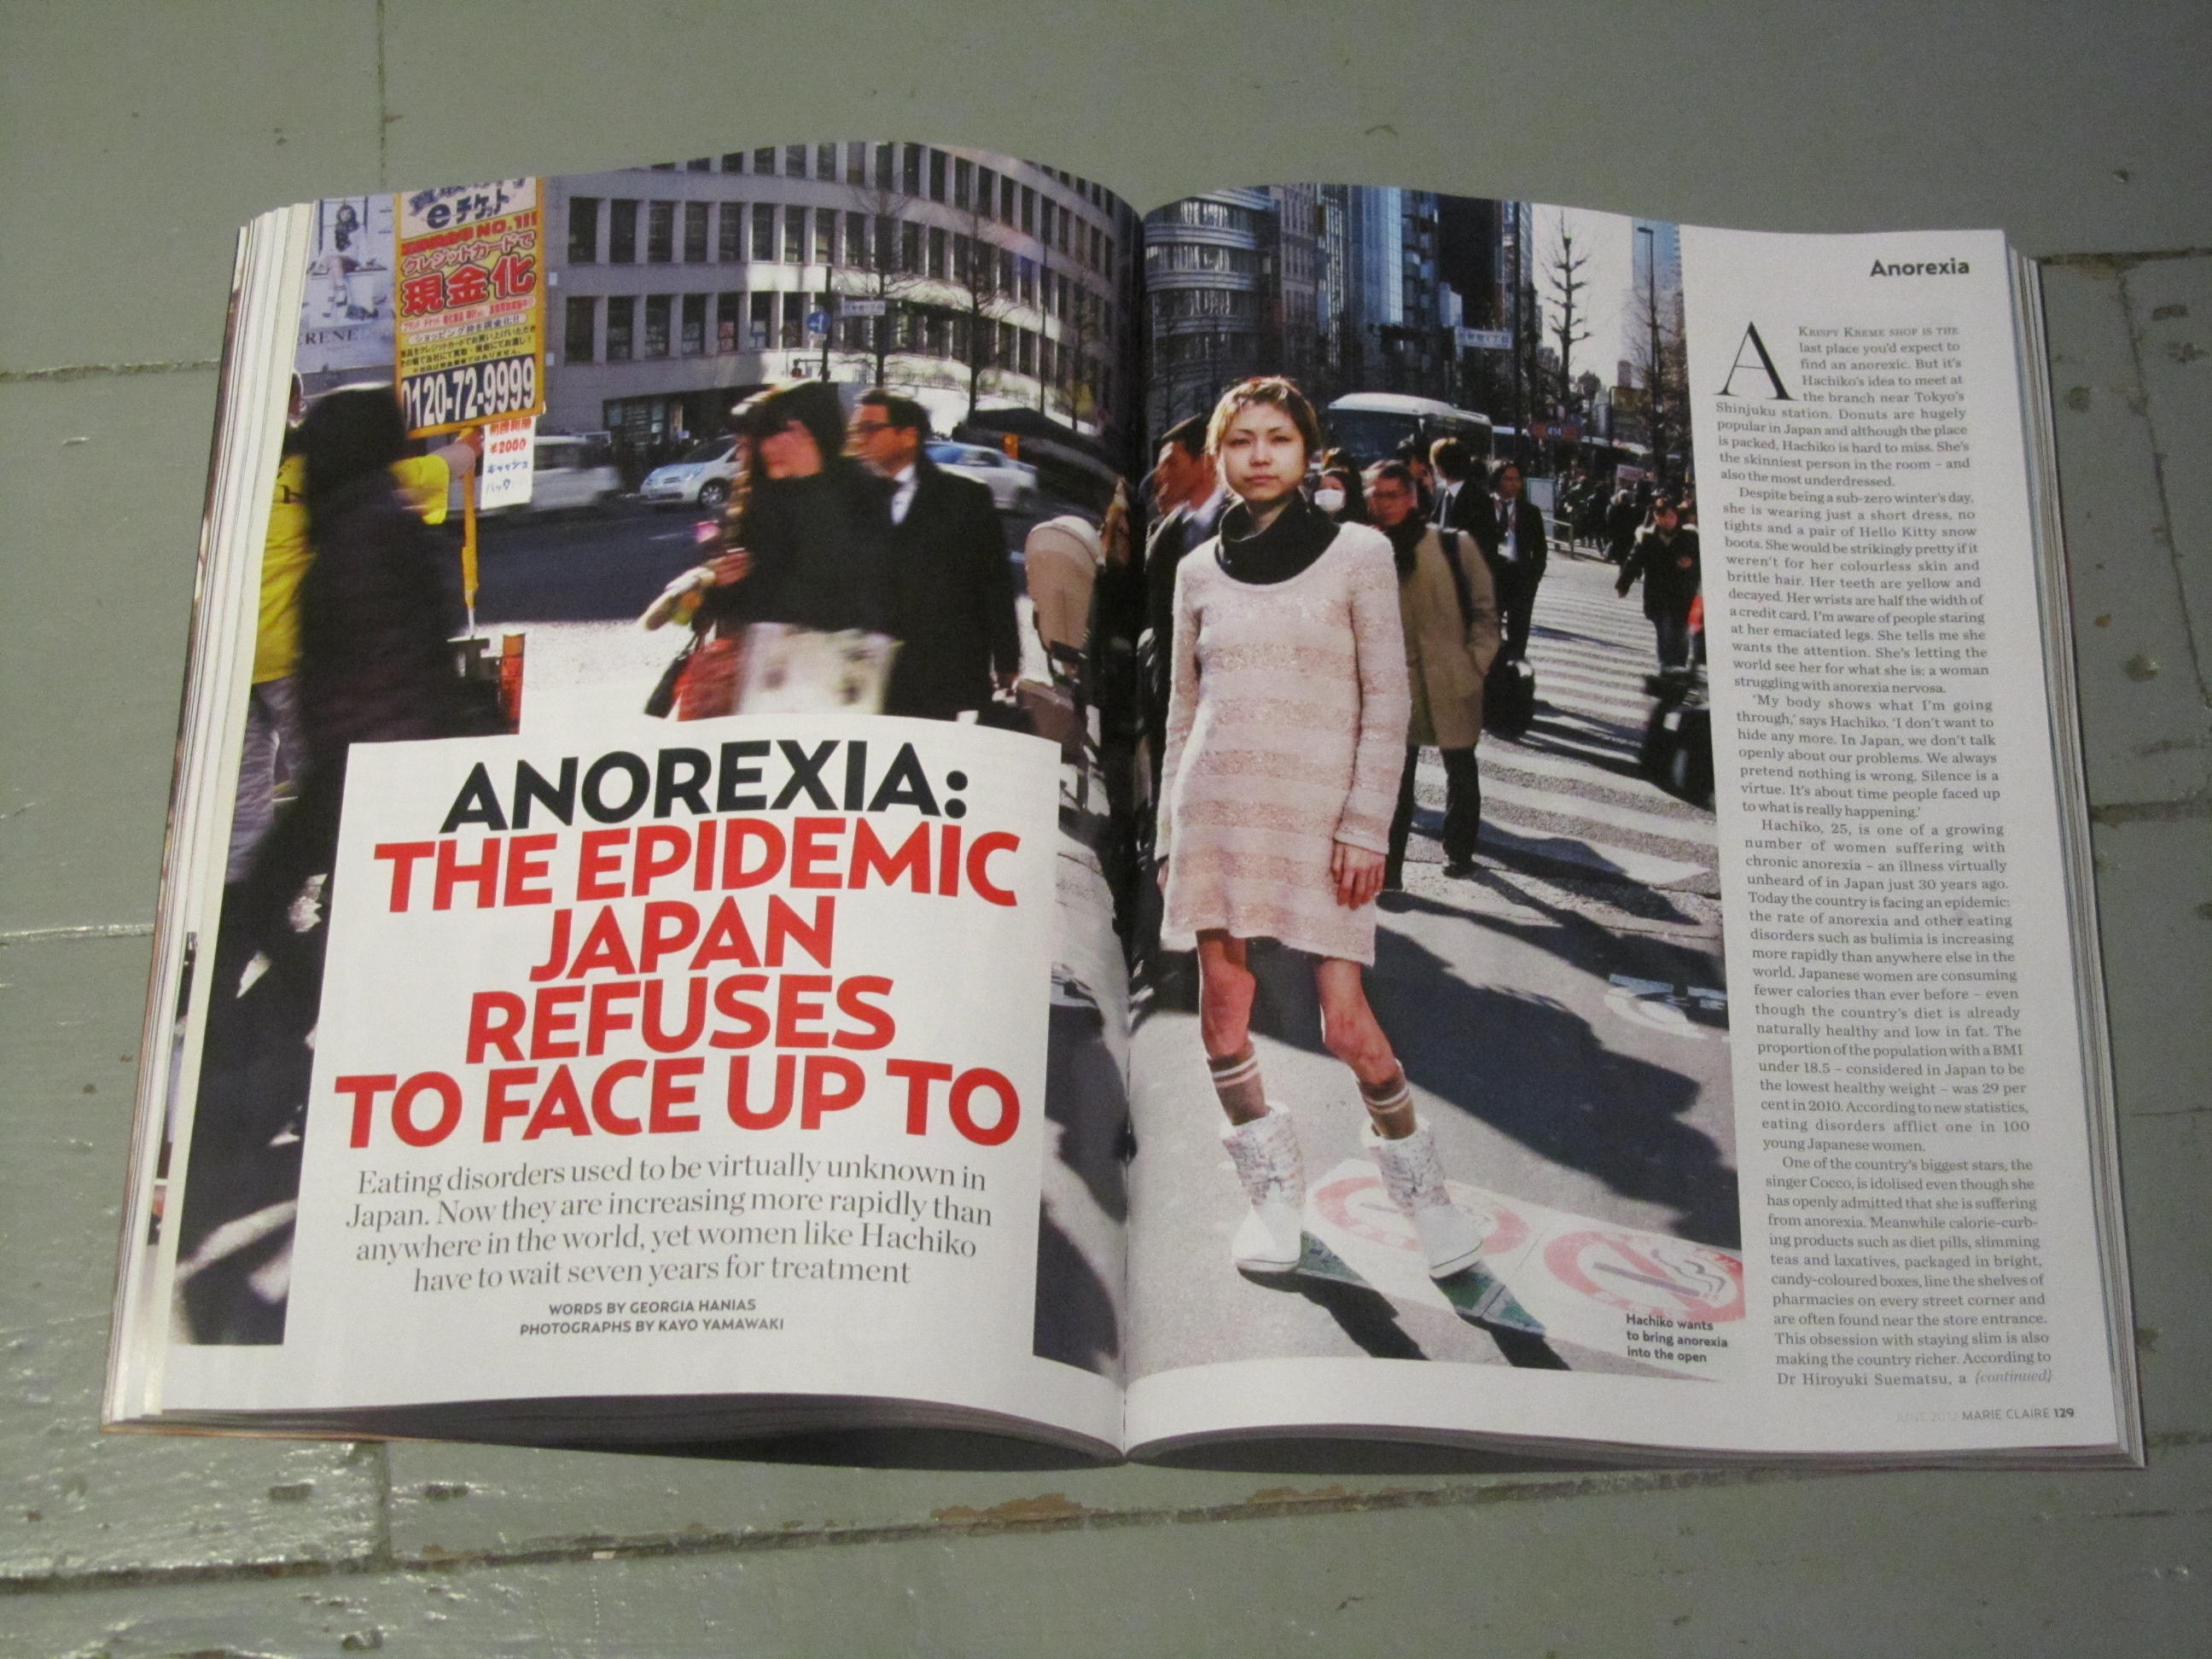 eチケット
NO.1!!
クレジットカードで
現金化
0120-72-9999
¥2000
キャッシュ
バック
ERENE
ANOREXIA:
THE EPIDEMIC
JAPAN
REFUSES
TO FACE UP TO
Eating disorders used to be virtually unknown in
Japan. Now they are increasing more rapidly than
anywhere in the world, yet women like Hachiko
have to wait seven years for treatment
WORDS BY GEORGIA HANIAS
PHOTOGRAPHS BY KAYO YAMAWAKI
Hachiko wants
to bring anorexia
into the open
Anorexia
A KRISPY KREME SHOP IS THE
last place you'd expect to
find an anorexic. But it's
Hachiko's idea to meet at
the branch near Tokyo's
Shinjuku station. Donuts are hugely
popular in Japan and although the place
is packed, Hachiko is hard to miss. She's
the skinniest person in the room – and
also the most underdressed.
Despite being a sub-zero winter's day,
she is wearing just a short dress, no
tights and a pair of Hello Kitty snow
boots. She would be strikingly pretty if it
weren't for her colourless skin and
brittle hair. Her teeth are yellow and
decayed. Her wrists are half the width of
a credit card. I'm aware of people staring
at her emaciated legs. She tells me she
wants the attention. She's letting the
world see her for what she is: a woman
struggling with anorexia nervosa.
'My body shows what I'm going
through,' says Hachiko. 'I don't want to
hide any more. In Japan, we don't talk
openly about our problems. We always
pretend nothing is wrong. Silence is a
virtue. It's about time people faced up
to what is really happening.'
Hachiko, 25, is one of a growing
number of women suffering with
chronic anorexia – an illness virtually
unheard of in Japan just 30 years ago.
Today the country is facing an epidemic:
the rate of anorexia and other eating
disorders such as bulimia is increasing
more rapidly than anywhere else in the
world. Japanese women are consuming
fewer calories than ever before – even
though the country's diet is already
naturally healthy and low in fat. The
proportion of the population with a BMI
under 18.5 – considered in Japan to be
the lowest healthy weight – was 29 per
cent in 2010. According to new statistics,
eating disorders afflict one in 100
young Japanese women.
One of the country's biggest stars, the
singer Cocco, is idolised even though she
has openly admitted that she is suffering
from anorexia. Meanwhile calorie-curb-
ing products such as diet pills, slimming
teas and laxatives, packaged in bright,
candy-coloured boxes, line the shelves of
pharmacies on every street corner and
are often found near the store entrance.
This obsession with staying slim is also
making the country richer. According to
Dr Hiroyuki Suematsu, a (continued)
JUNE 2012 MARIE CLAIRE 129